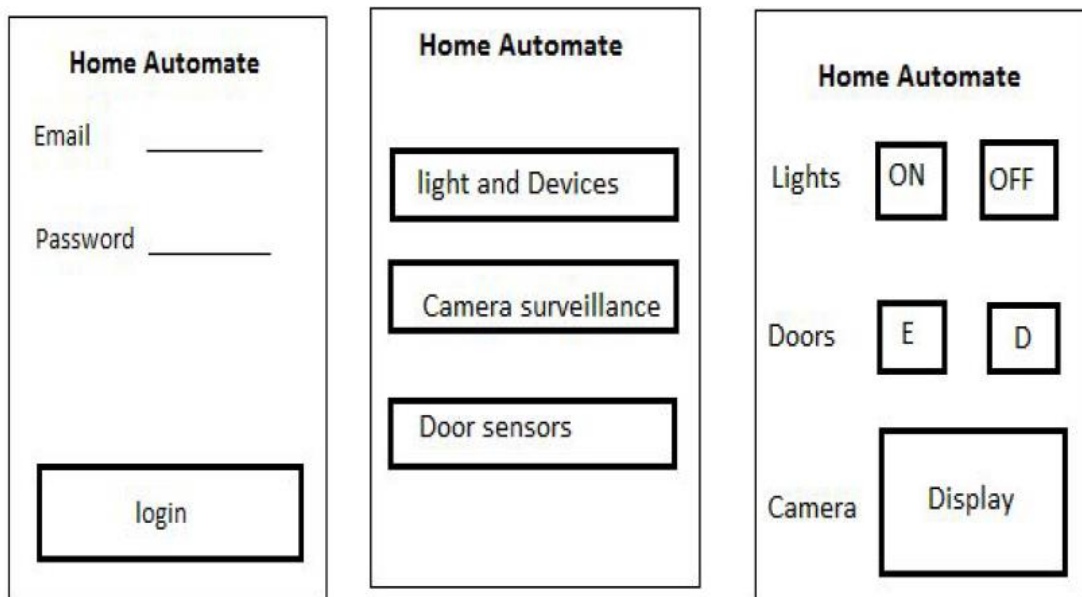 Home Automate
Email
Password
login
Home Automate
light and Devices
Camera surveillance
Door sensors
Home Automate
Lights ON OFF
Doors E D
Camera Display